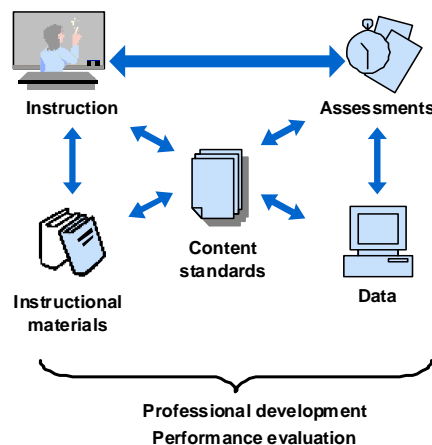 Instruction
Assessments
Content
standards
Instructional
materials
Data
Professional development
Performance evaluation